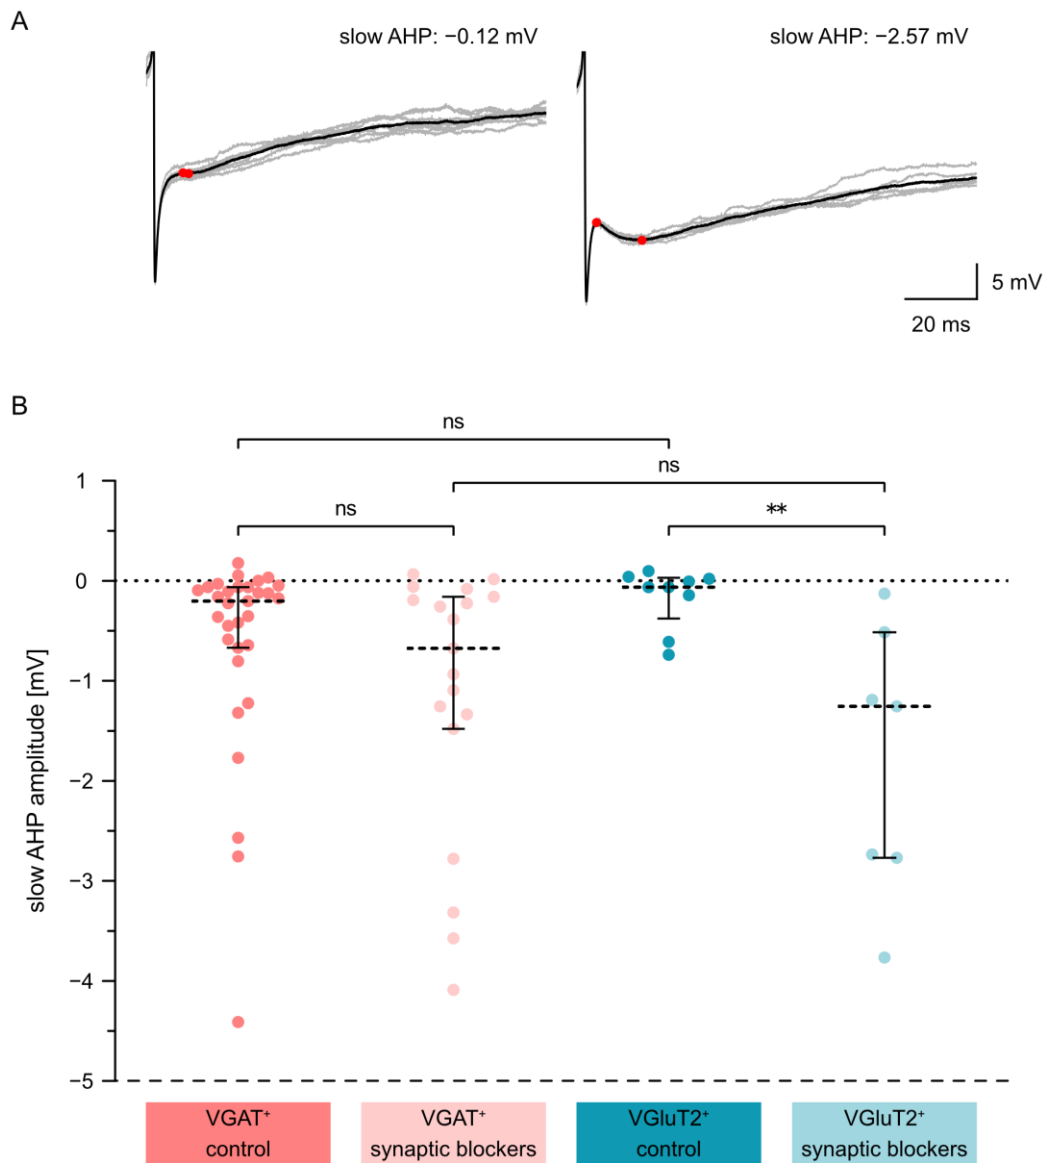 A
slow AHP: −0.12 mV
slow AHP: −2.57 mV
5 mV
20 ms
B
ns
ns
ns
**
1
0
−1
−2
−3
−4
−5
slow AHP amplitude [mV]
VGAT⁺
control
VGAT⁺
synaptic blockers
VGluT2⁺
control
VGluT2⁺
synaptic blockers